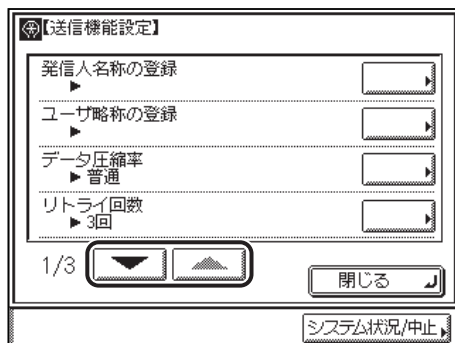 【送信機能設定】
発信人名称の登録
▶
ユーザ略称の登録
▶
データ圧縮率
▶普通
リトライ回数
▶3回
1/3
閉じる
システム状況/中止